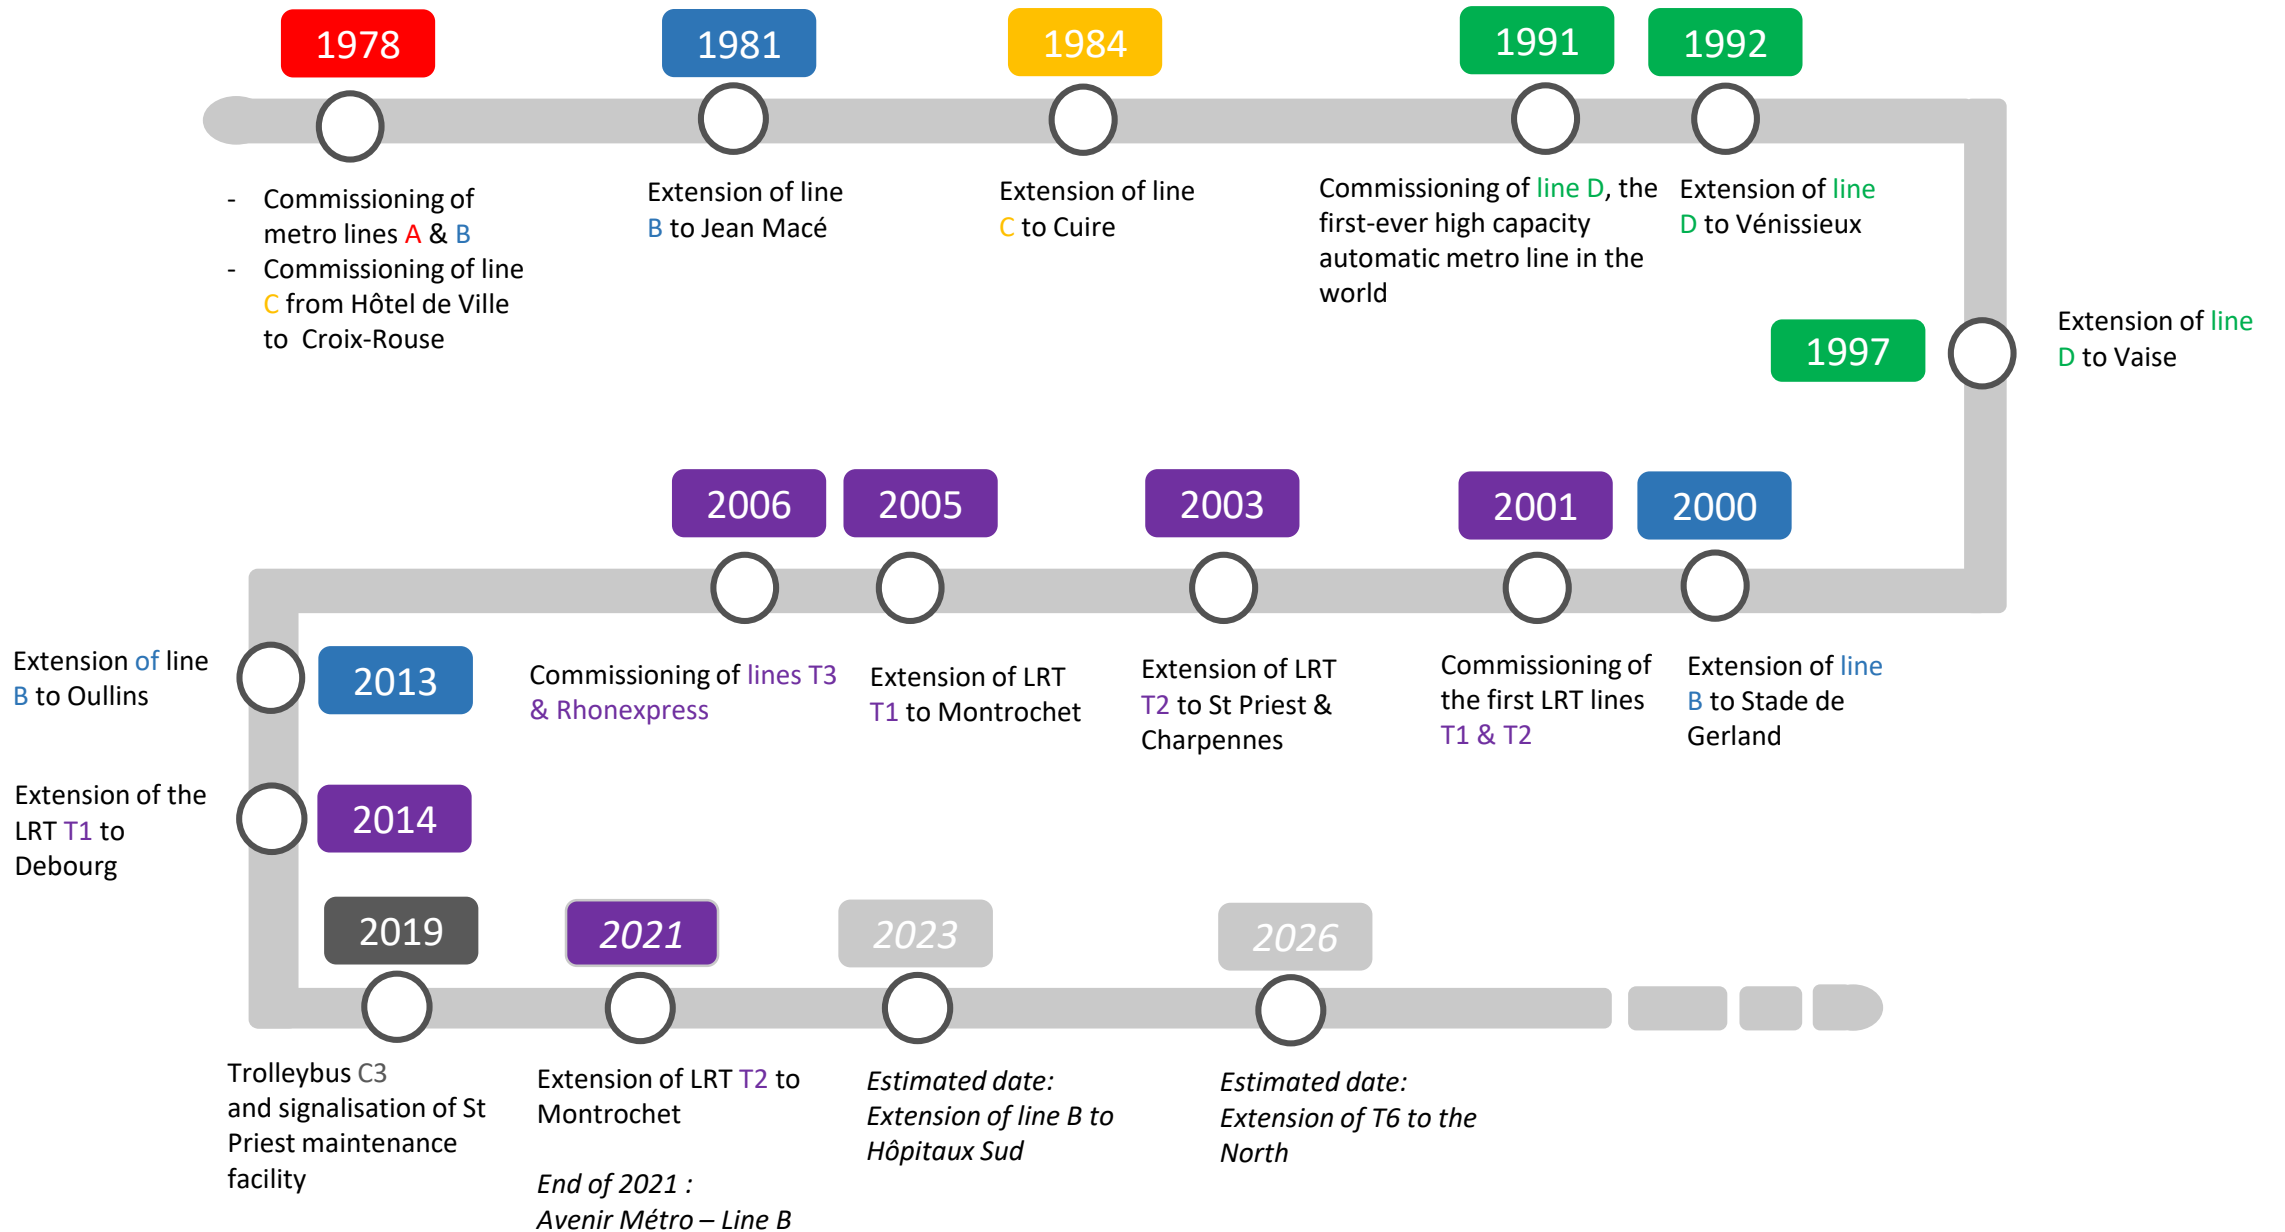 1978
- Commissioning of
metro lines A & B
- Commissioning of line
C from Hôtel de Ville
to Croix-Rouse
1981
Extension of line
B to Jean Macé
1984
Extension of line
C to Cuire
1991
Commissioning of line D, the
first-ever high capacity
automatic metro line in the
world
1992
Extension of line
D to Vénissieux
1997
Extension of line
D to Vaise
2000
Extension of line
B to Stade de
Gerland
2001
Commissioning of
the first LRT lines
T1 & T2
2003
Extension of LRT
T2 to St Priest &
Charpennes
2005
Extension of LRT
T1 to Montrochet
2006
Commissioning of lines T3
& Rhonexpress
2013
Extension of line
B to Oullins
2014
Extension of the
LRT T1 to
Debourg
2019
Trolleybus C3
and signalisation of St
Priest maintenance
facility
2021
Extension of LRT T2 to
Montrochet
End of 2021 :
Avenir Métro – Line B
2023
Estimated date:
Extension of line B to
Hôpitaux Sud
2026
Estimated date:
Extension of T6 to the
North